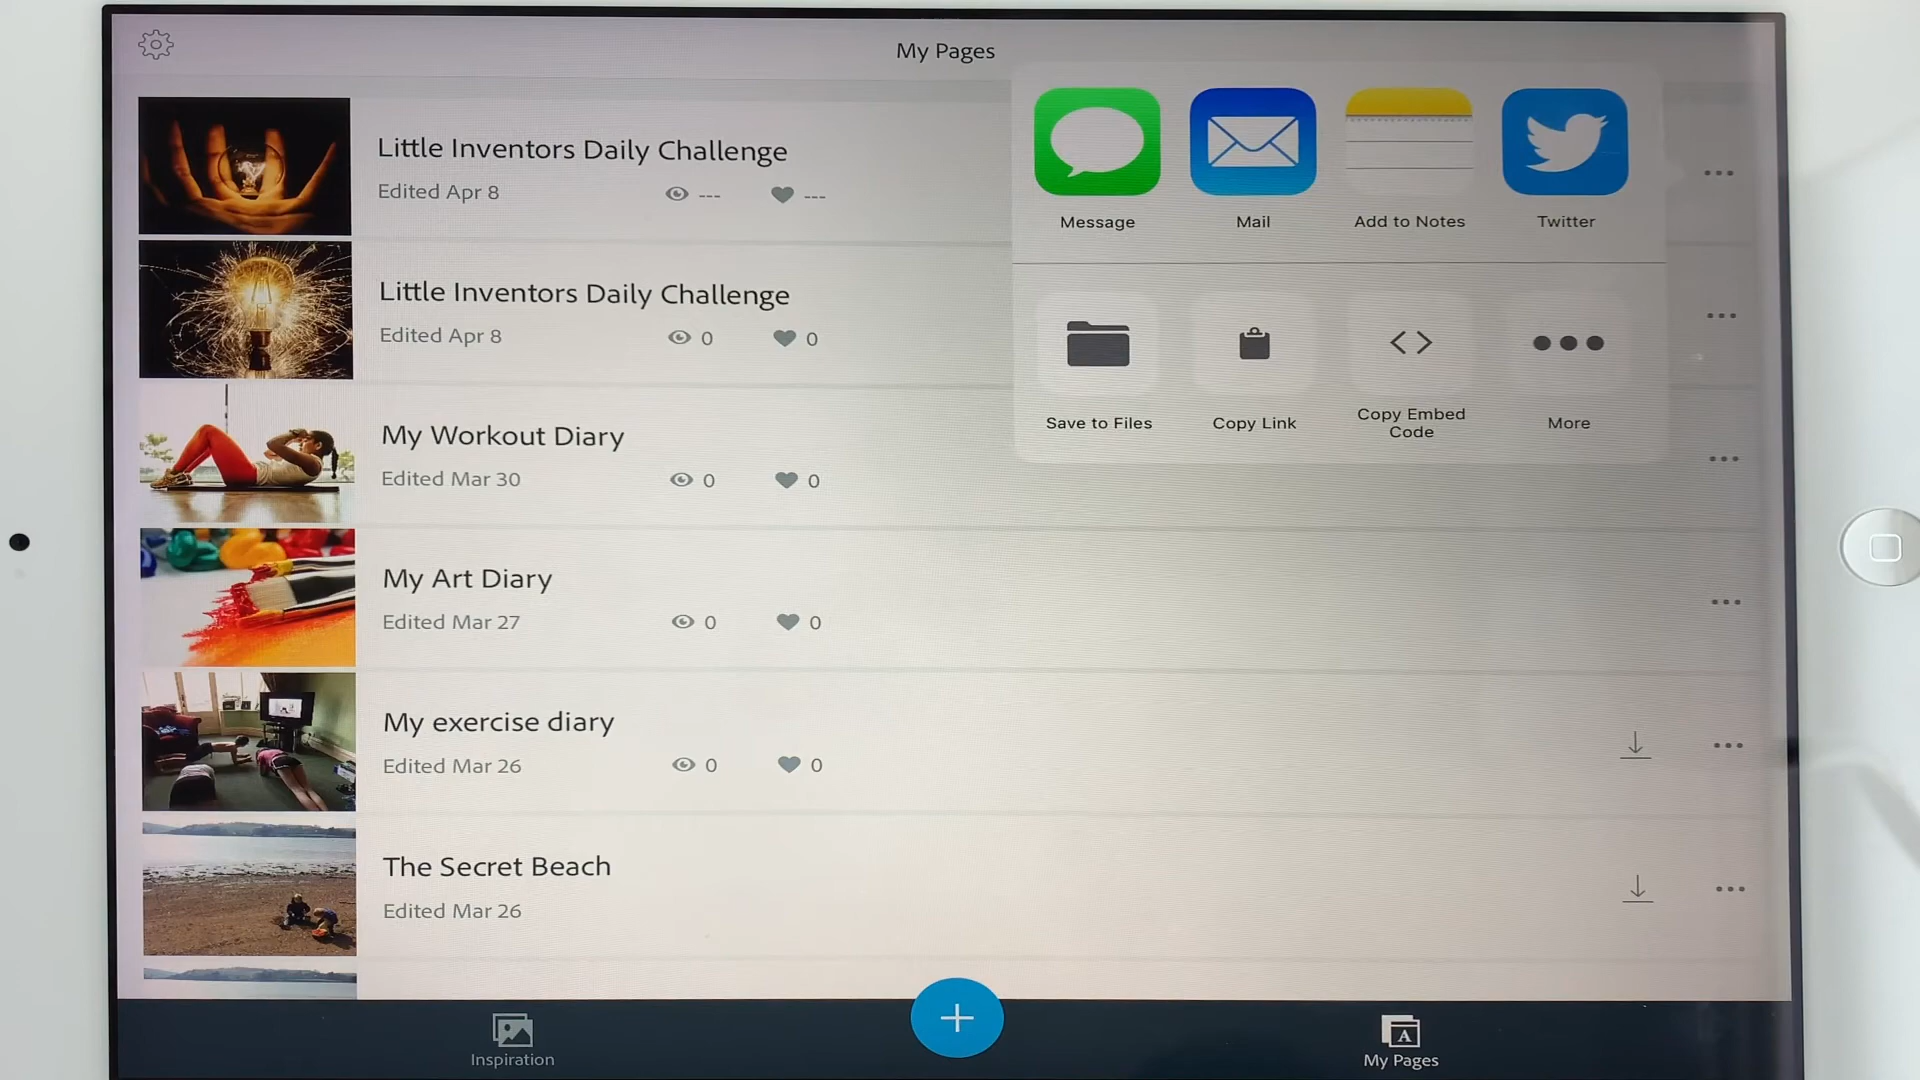 My Pages
Little Inventors Daily Challenge
Edited Apr 8
---
---
Little Inventors Daily Challenge
Edited Apr 8
0
0
My Workout Diary
Edited Mar 30
0
0
My Art Diary
Edited Mar 27
0
0
My exercise diary
Edited Mar 26
0
0
The Secret Beach
Edited Mar 26
Message
Mail
Add to Notes
Twitter
Save to Files
Copy Link
Copy Embed
Code
More
Inspiration
A
My Pages